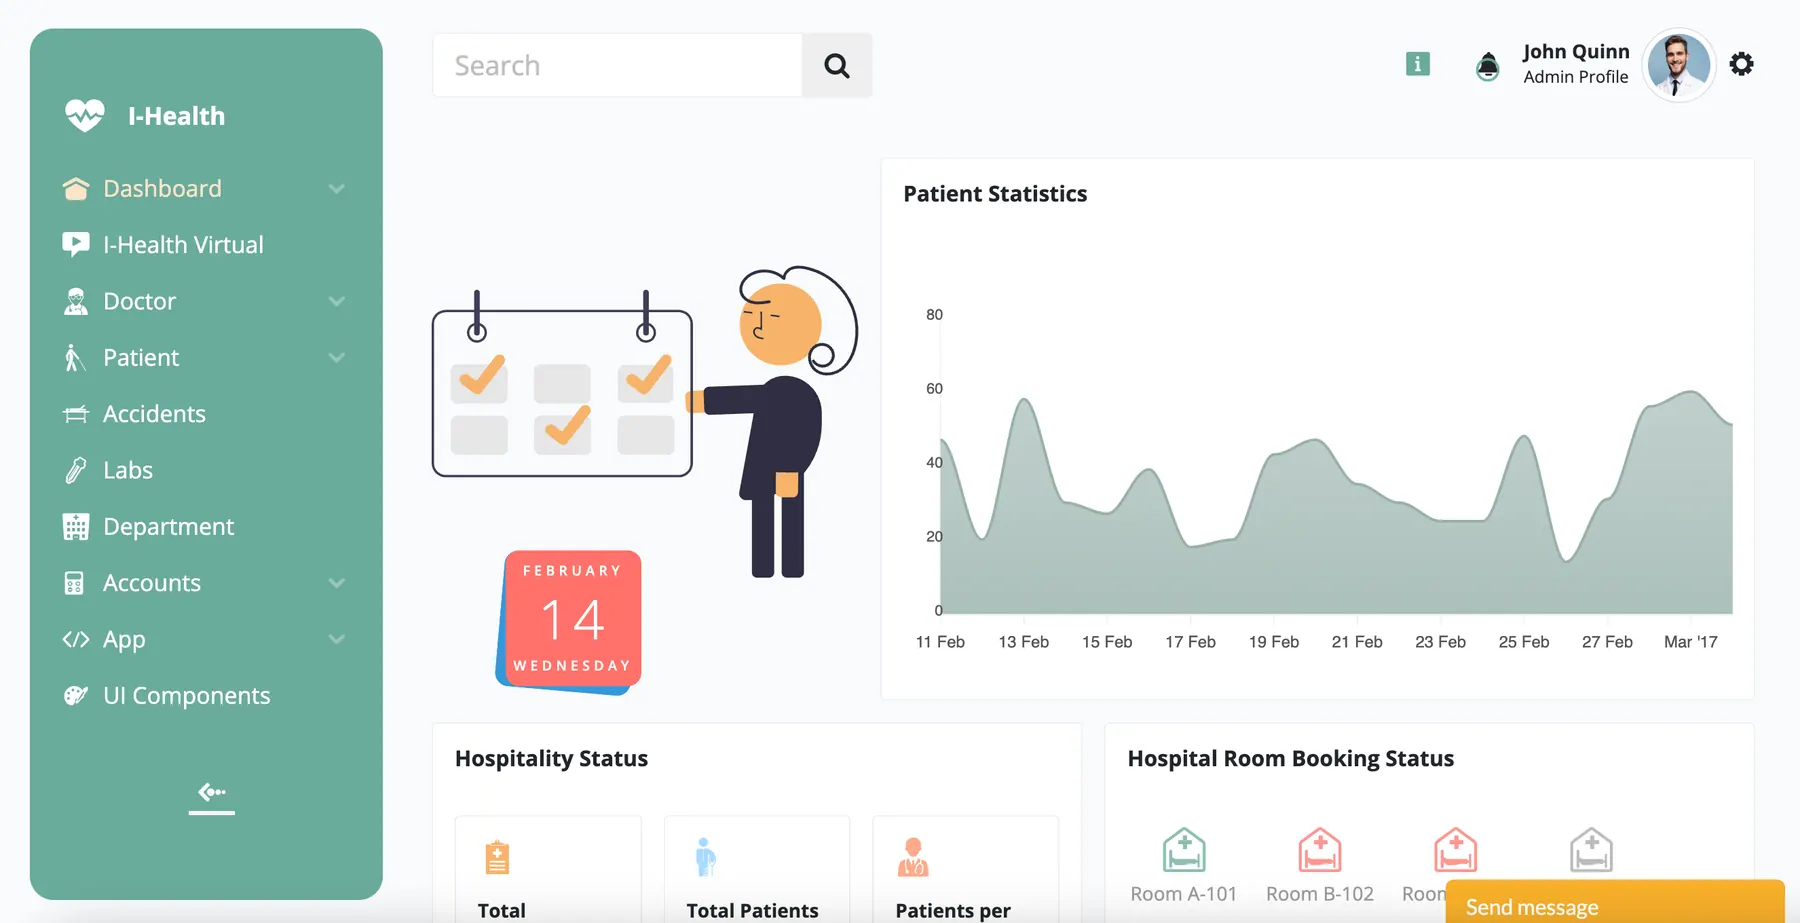 I-Health
Dashboard
I-Health Virtual
Doctor
Patient
Accidents
Labs
Department
Accounts
App
UI Components
Search
i
John Quinn
Admin Profile
FEBRUARY
14
WEDNESDAY
Patient Statistics
80
60
40
20
0
11 Feb 13 Feb 15 Feb 17 Feb 19 Feb 21 Feb 23 Feb 25 Feb 27 Feb Mar '17
Hospitality Status
Total
Total Patients
Patients per
Hospital Room Booking Status
Room A-101 Room B-102 Room
Send message